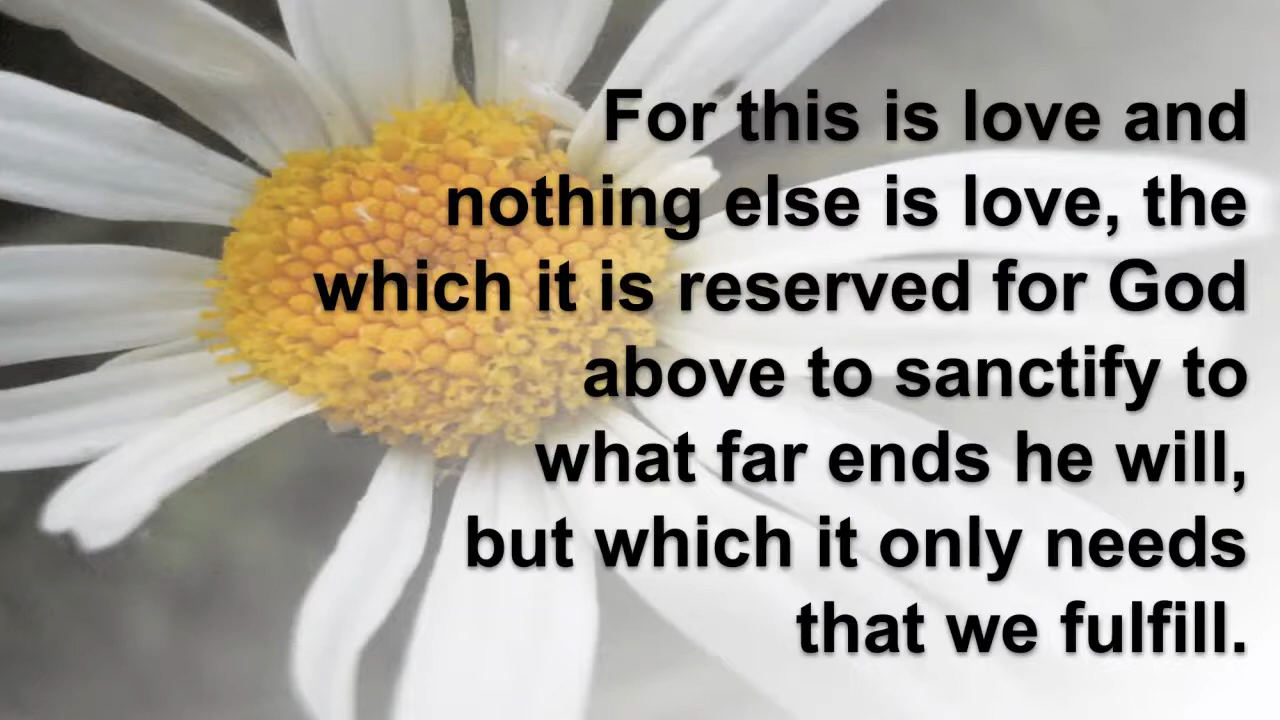 For this is love and
nothing else is love, the
which it is reserved for God
above to sanctify to
what far ends he will,
but which it only needs
that we fulfill.